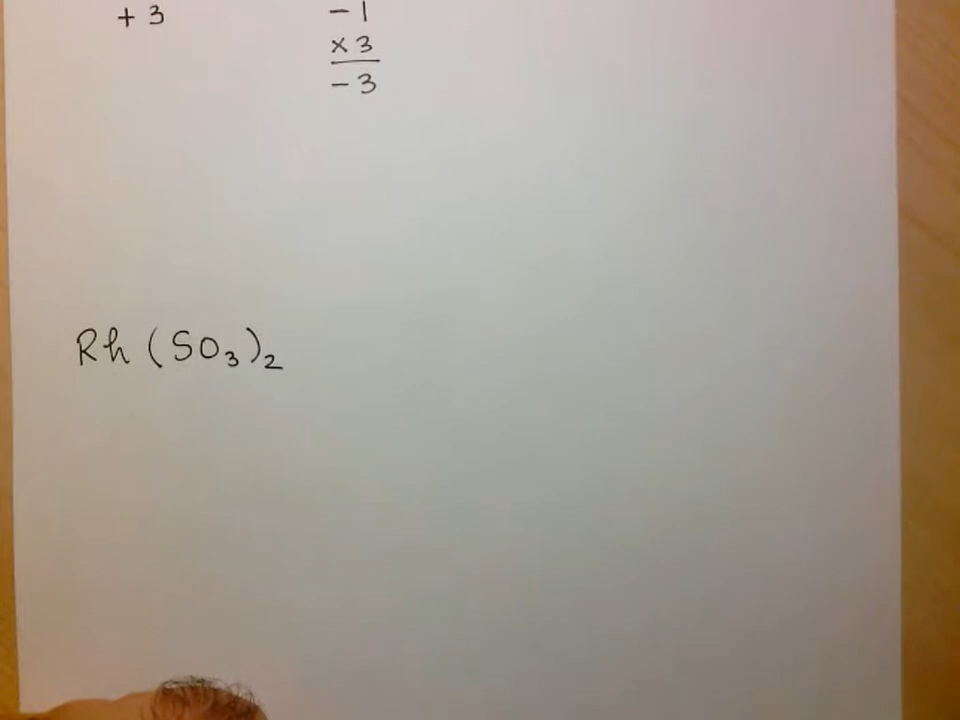 + 3 - 1
× 3
- 3
Rh (SO₃)₂